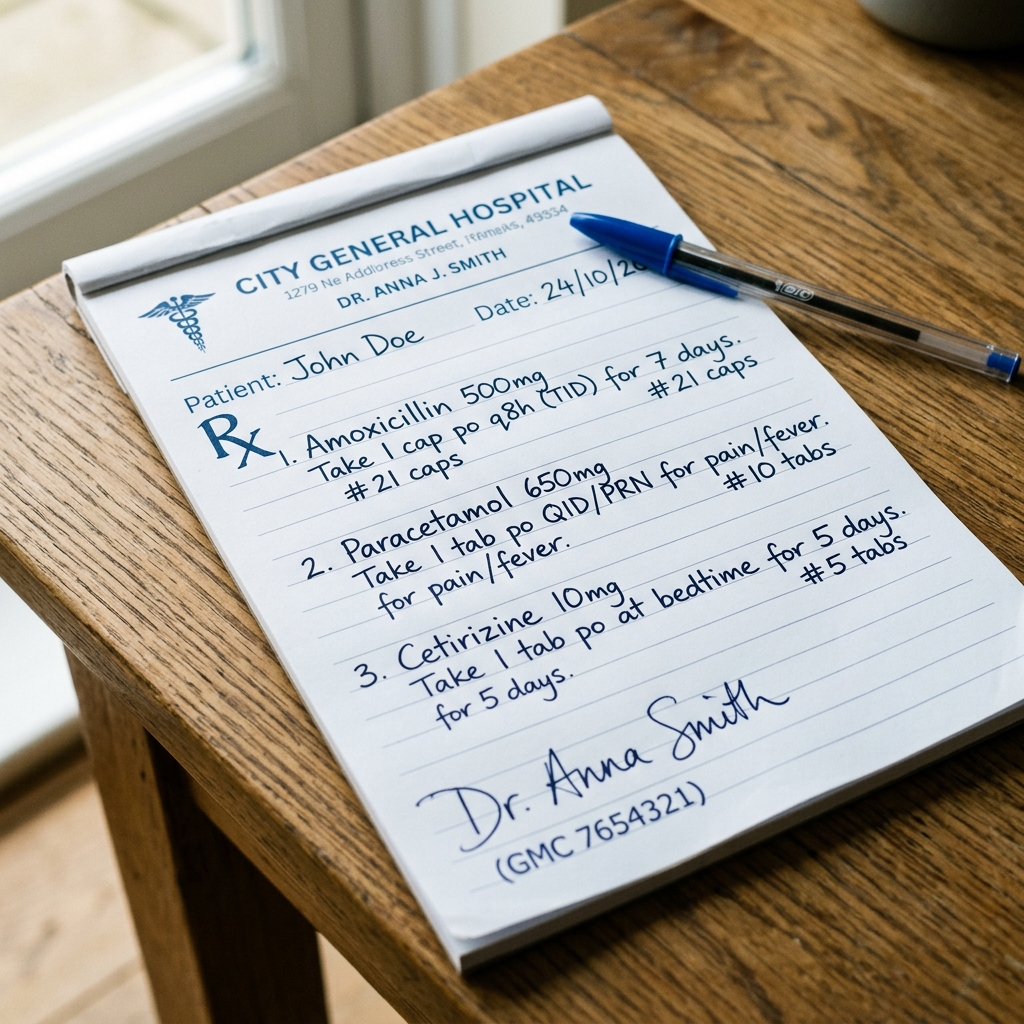 CITY GENERAL HOSPITAL
1279 Ne Addboress Street, 49334
DR. ANNA J. SMITH
Date: 24/10/20
Patient: John Doe
Rx
1. Amoxicillin 500mg
Take 1 cap po q8h (TID) for 7 days.
#21 caps #21 caps
2. Paracetamol 650mg
Take 1 tab po QID/PRN for pain/fever.
for pain/fever. #10 tabs
3. Cetirizine 10mg
Take 1 tab po at bedtime for 5 days.
for 5 days. #5 tabs
Dr. Anna Smith
(GMC 7654321)